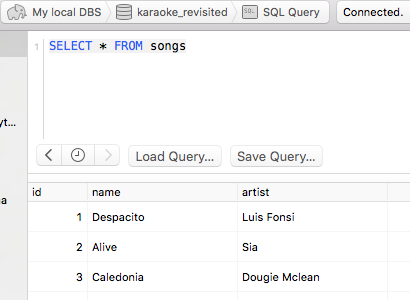 My local DBS karaoke_revisited SQL Query Connected.
1 SELECT * FROM songs
yt...
Load Query... Save Query...
id name artist
1 Despacito Luis Fonsi
a
2 Alive Sia
3 Caledonia Dougie Mclean